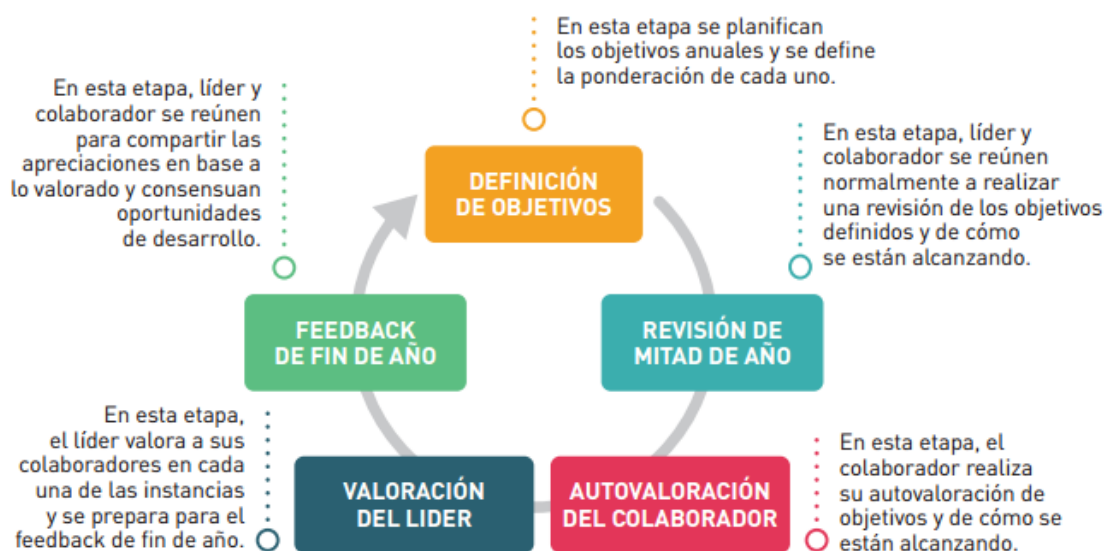 En esta etapa se planifican
los objetivos anuales y se define
la ponderación de cada uno.
DEFINICIÓN
DE OBJETIVOS
En esta etapa, líder y
colaborador se reúnen
normalmente a realizar
una revisión de los objetivos
definidos y de cómo
se están alcanzando.
REVISIÓN DE
MITAD DE AÑO
En esta etapa, el
colaborador realiza
su autovaloración de
objetivos y de cómo se
están alcanzando.
AUTOVALORACIÓN
DEL COLABORADOR
En esta etapa,
el líder valora a sus
colaboradores en cada
una de las instancias
y se prepara para el
feedback de fin de año.
VALORACIÓN
DEL LIDER
En esta etapa, líder y
colaborador se reúnen
para compartir las
apreciaciones en base a
lo valorado y consensuan
oportunidades
de desarrollo.
FEEDBACK
DE FIN DE AÑO